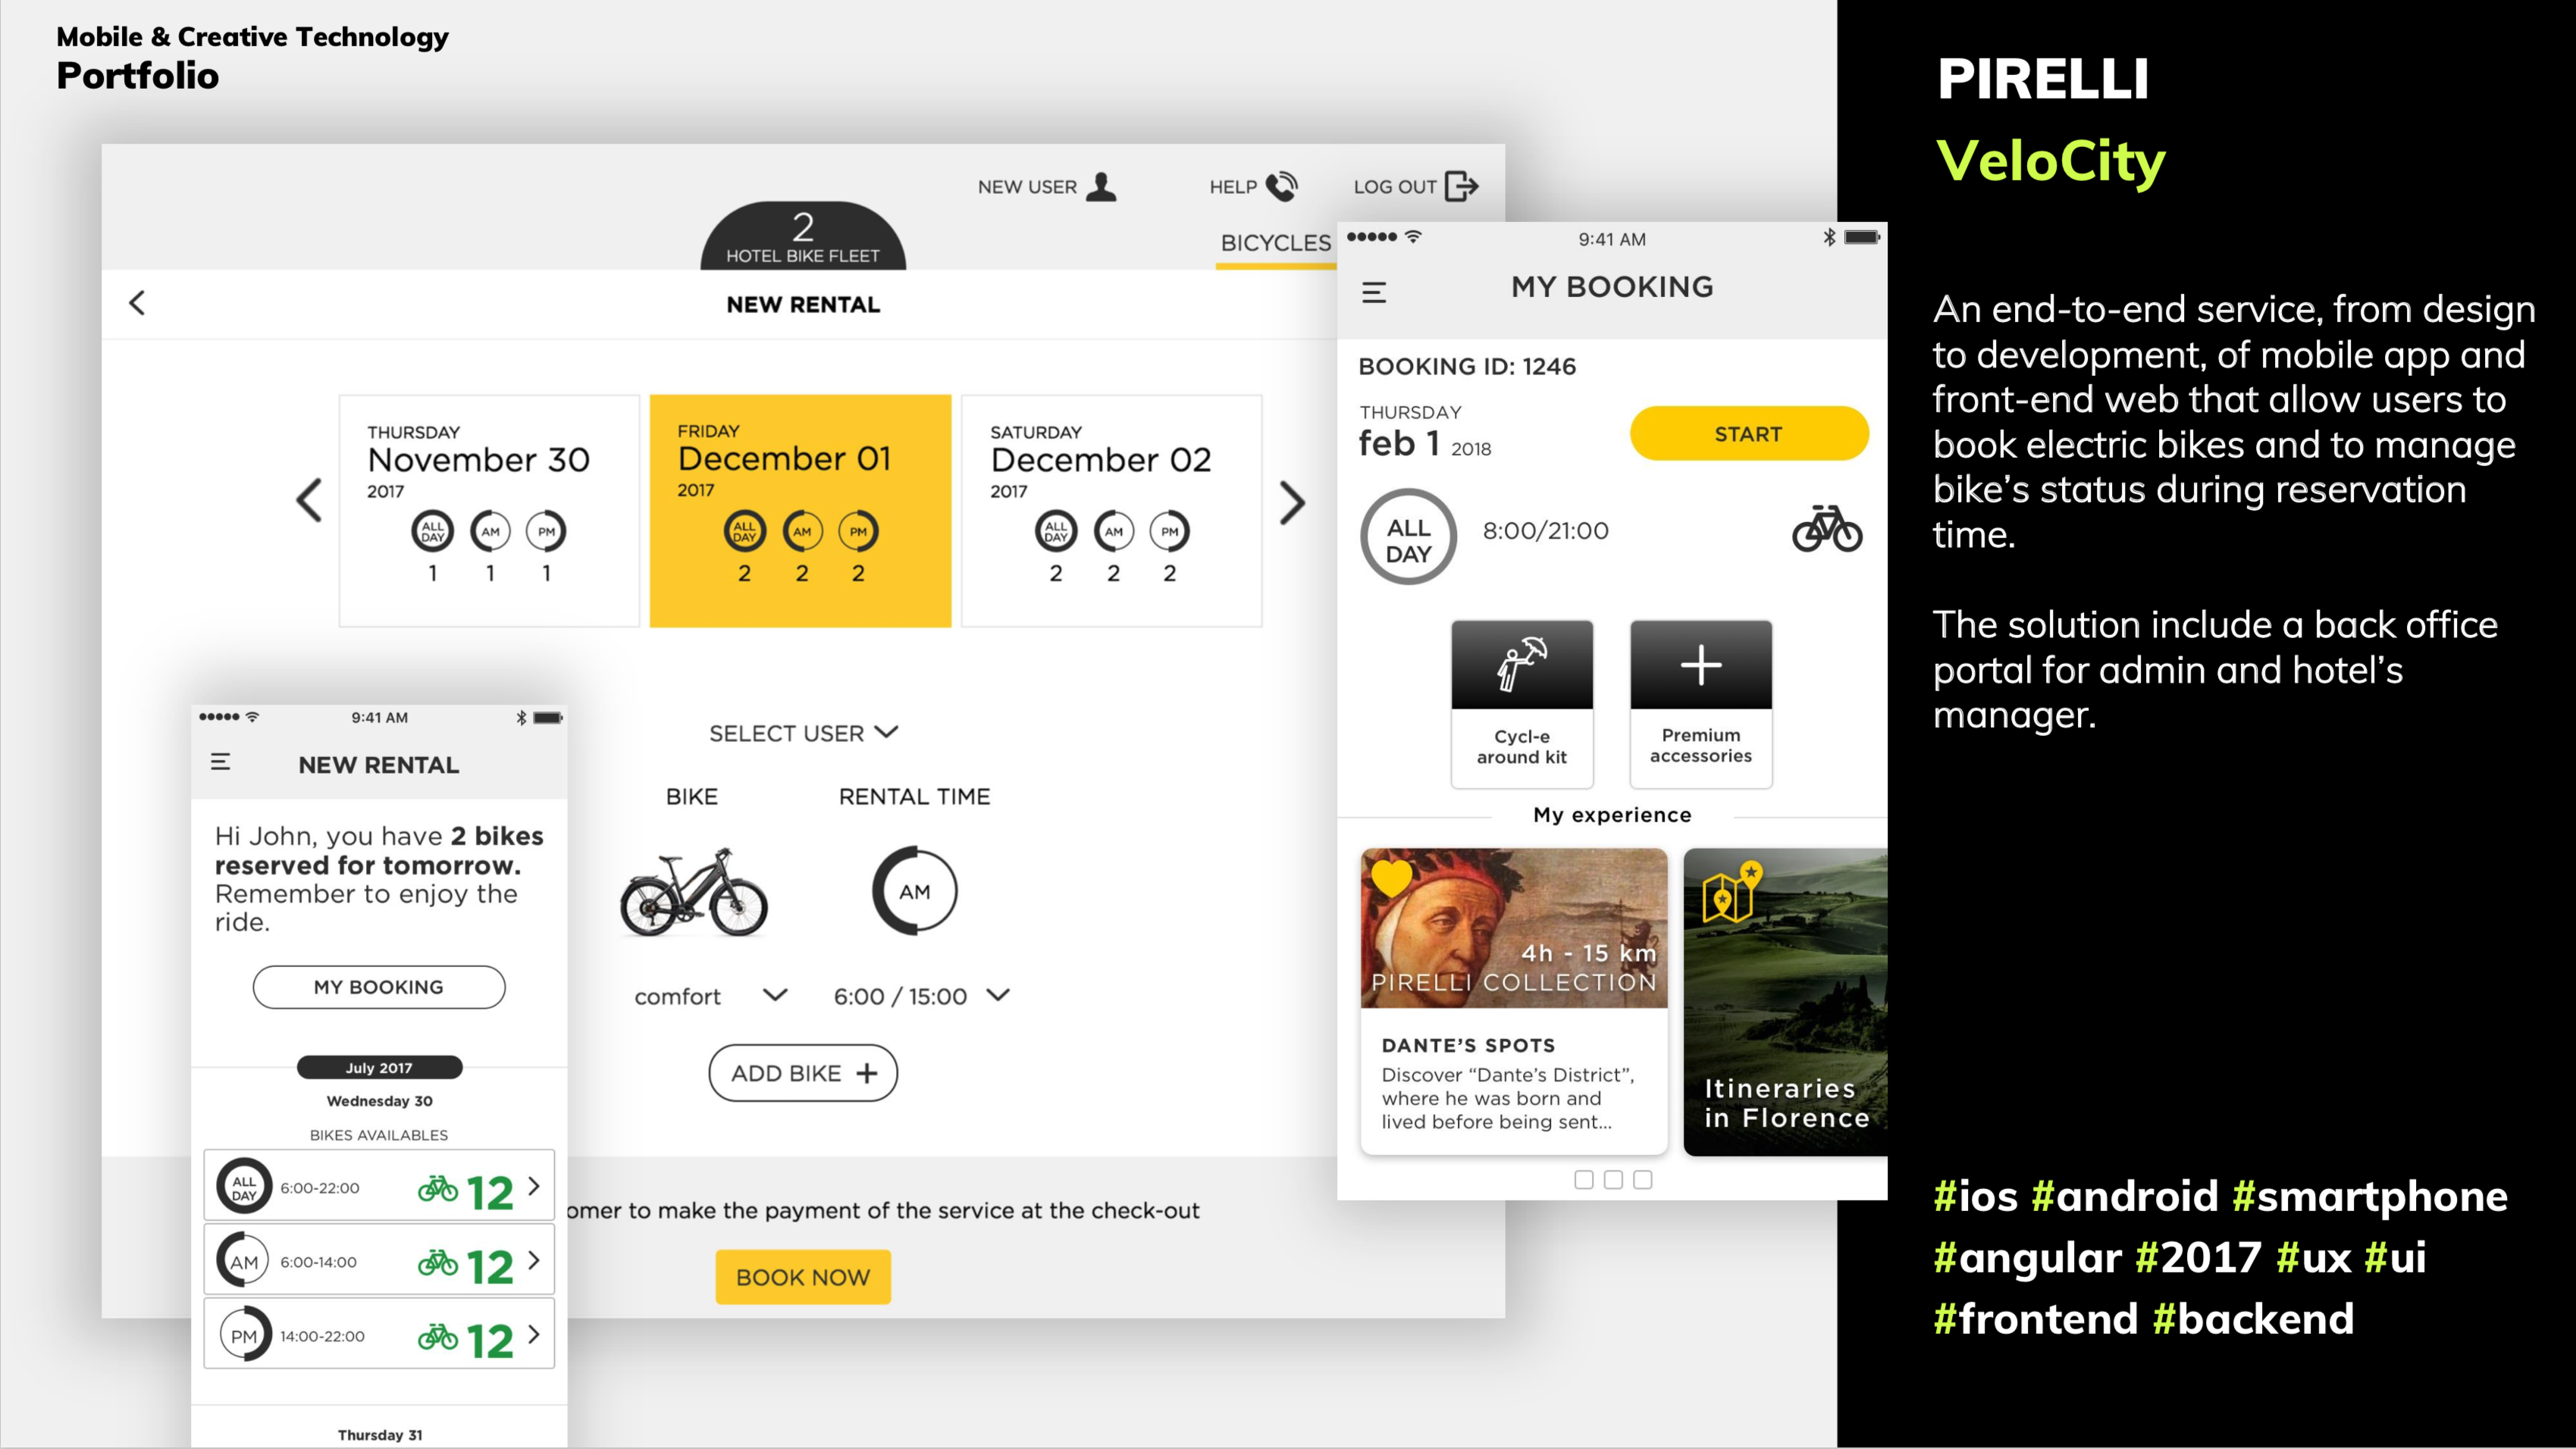 Mobile & Creative Technology
Portfolio
NEW USER
HELP
LOG OUT
2
HOTEL BIKE FLEET
BICYCLES
NEW RENTAL
THURSDAY
November 30
2017
ALL DAY AM PM
1 1 1
FRIDAY
December 01
2017
ALL DAY AM PM
2 2 2
SATURDAY
December 02
2017
ALL DAY AM PM
2 2 2
SELECT USER
BIKE RENTAL TIME
AM
comfort 6:00 / 15:00
ADD BIKE +
omer to make the payment of the service at the check-out
BOOK NOW
9:41 AM
NEW RENTAL
Hi John, you have 2 bikes
reserved for tomorrow.
Remember to enjoy the
ride.
MY BOOKING
July 2017
Wednesday 30
BIKES AVAILABLES
ALL DAY 6:00-22:00 12
AM 6:00-14:00 12
PM 14:00-22:00 12
Thursday 31
9:41 AM
MY BOOKING
BOOKING ID: 1246
THURSDAY
feb 1 2018
START
ALL
DAY
8:00/21:00
Cycl-e
around kit
Premium
accessories
My experience
4h - 15 km
PIRELLI COLLECTION
DANTE'S SPOTS
Discover “Dante's District”,
where he was born and
lived before being sent...
Itineraries
in Florence
PIRELLI
VeloCity
An end-to-end service, from design
to development, of mobile app and
front-end web that allow users to
book electric bikes and to manage
bike's status during reservation
time.
The solution include a back office
portal for admin and hotel's
manager.
#ios #android #smartphone
#angular #2017 #ux #ui
#frontend #backend